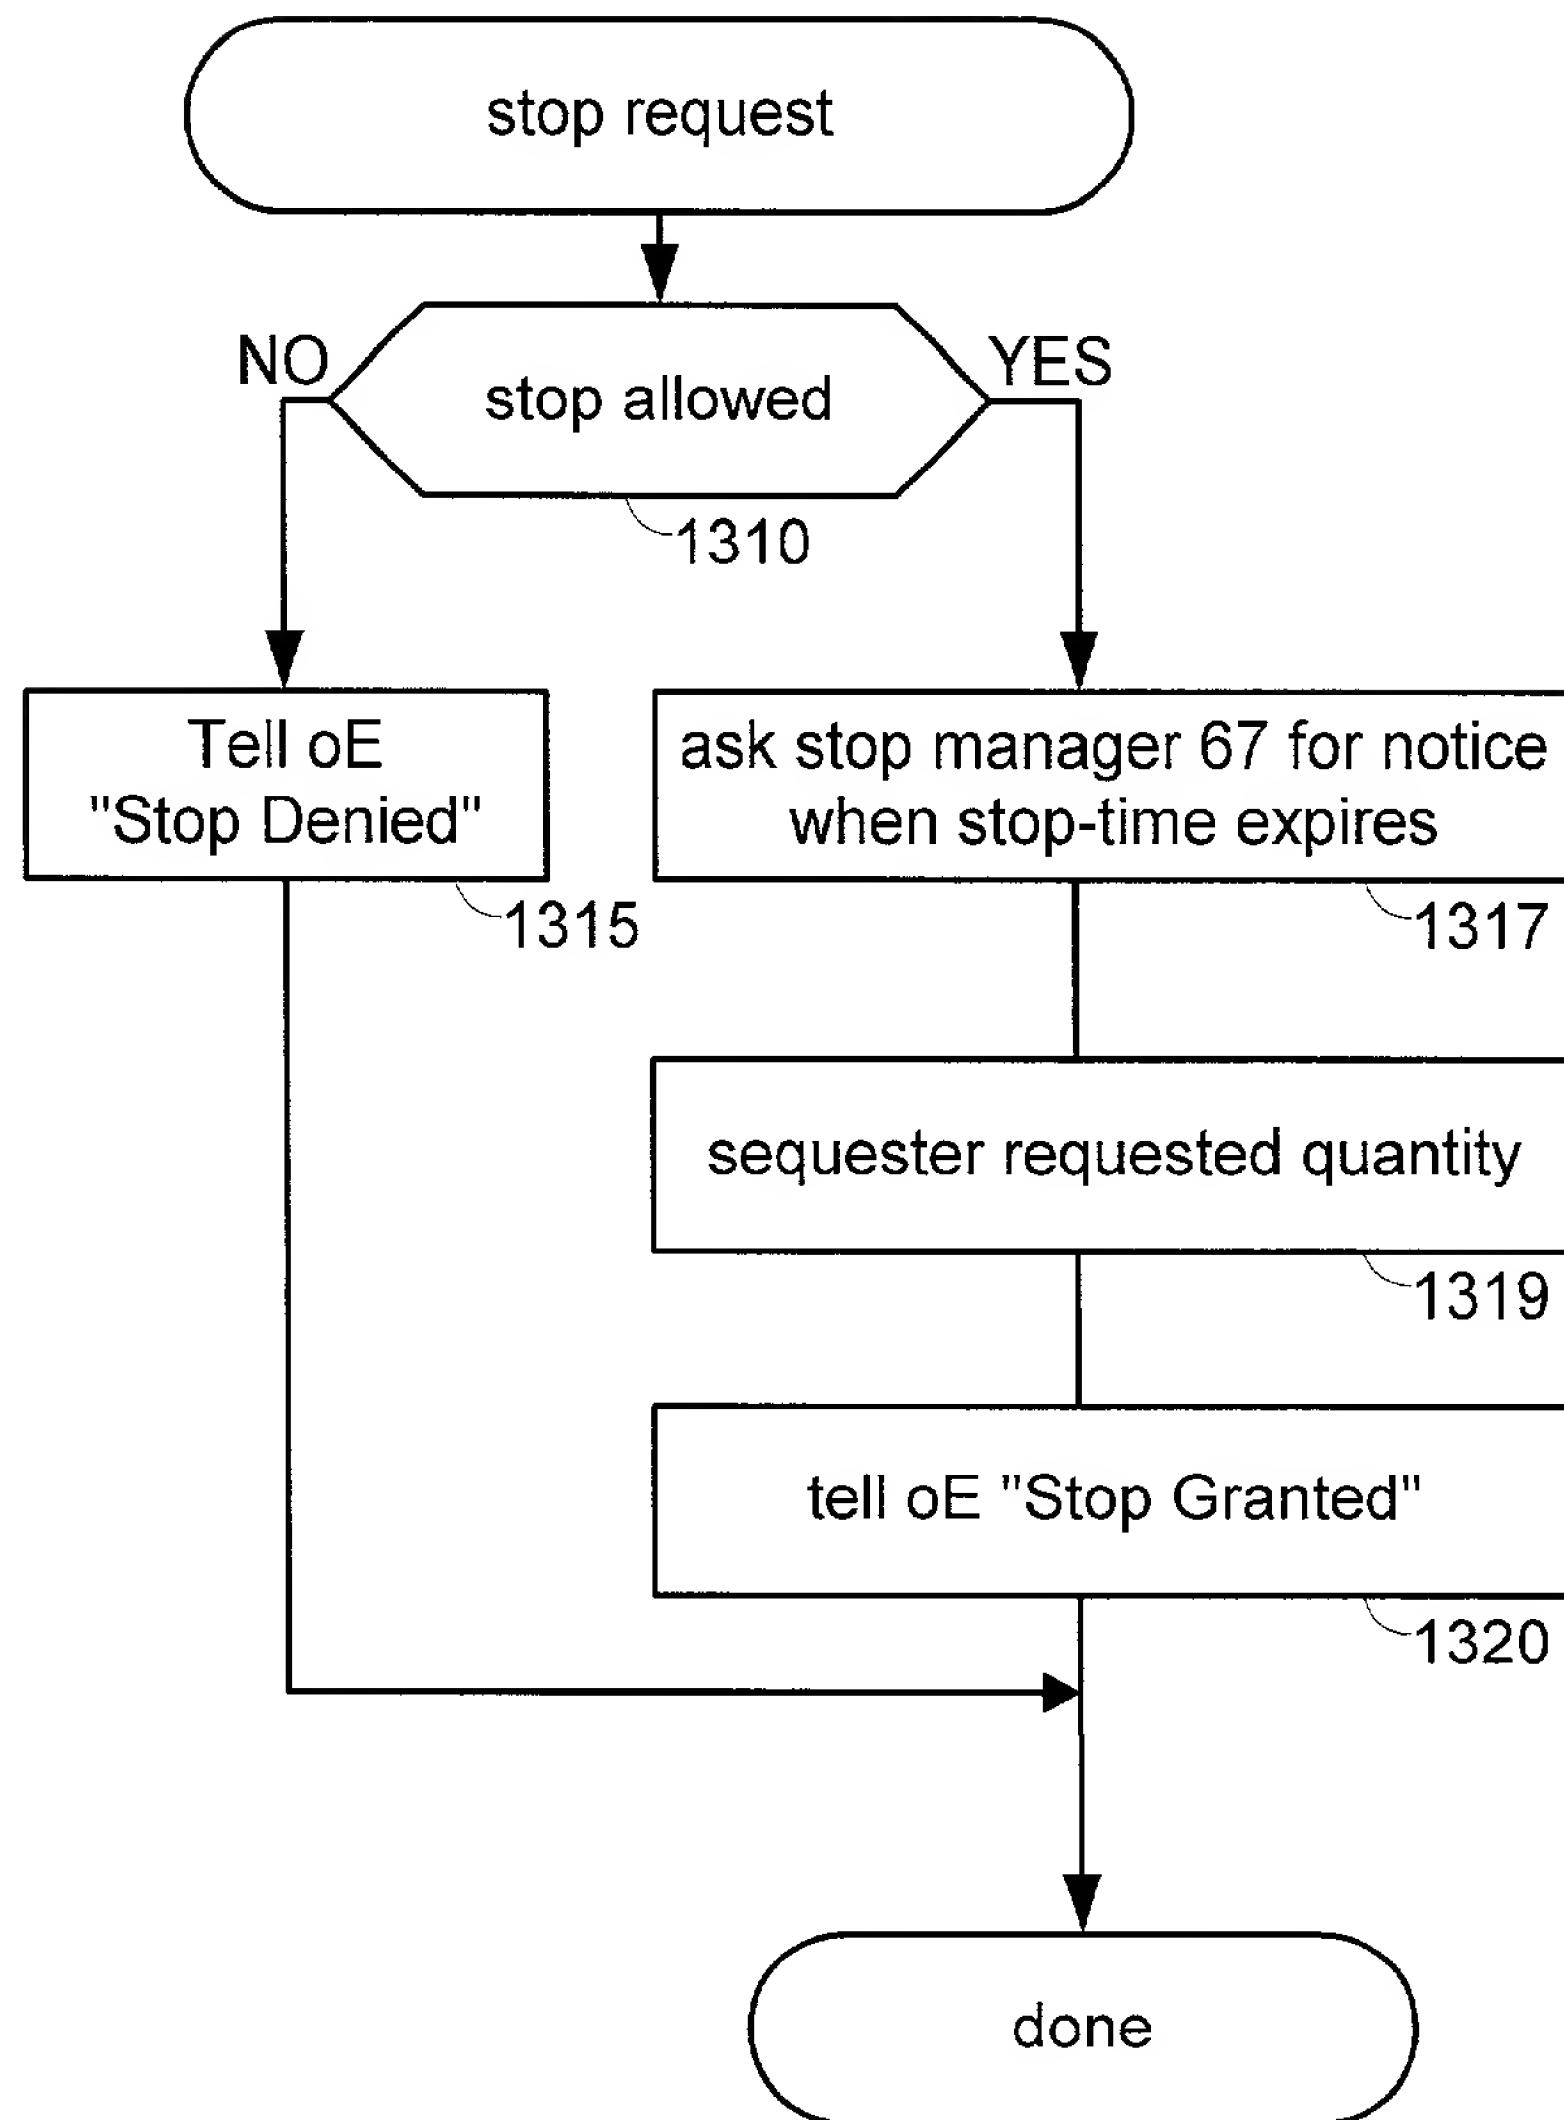 stop request
NO
YES
stop allowed
1310
Tell oE
"Stop Denied"
1315
ask stop manager 67 for notice
when stop-time expires
1317
sequester requested quantity
1319
tell oE "Stop Granted"
1320
done